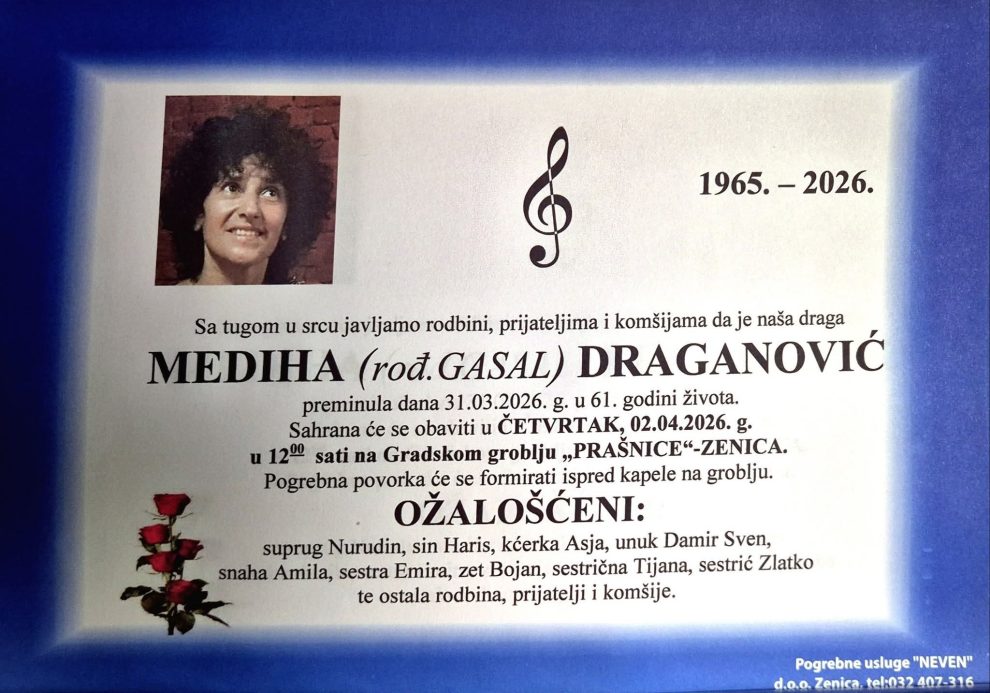 1965. – 2026.
Sa tugom u srcu javljamo rodbini, prijateljima i komšijama da je naša draga
MEDIHA (rođ.GASAL) DRAGANOVIĆ
preminula dana 31.03.2026. g. u 61. godini života.
Sahrana će se obaviti u ČETVRTAK, 02.04.2026. g.
u 12⁰⁰ sati na Gradskom groblju „PRAŠNICE“-ZENICA.
Pogrebna povorka će se formirati ispred kapele na groblju.
OŽALOŠĆENI:
suprug Nurudin, sin Haris, kćerka Asja, unuk Damir Sven,
snaha Amila, sestra Emira, zet Bojan, sestrična Tijana, sestrić Zlatko
te ostala rodbina, prijatelji i komšije.
Pogrebne usluge "NEVEN"
d.o.o. Zenica, tel:032 407-316